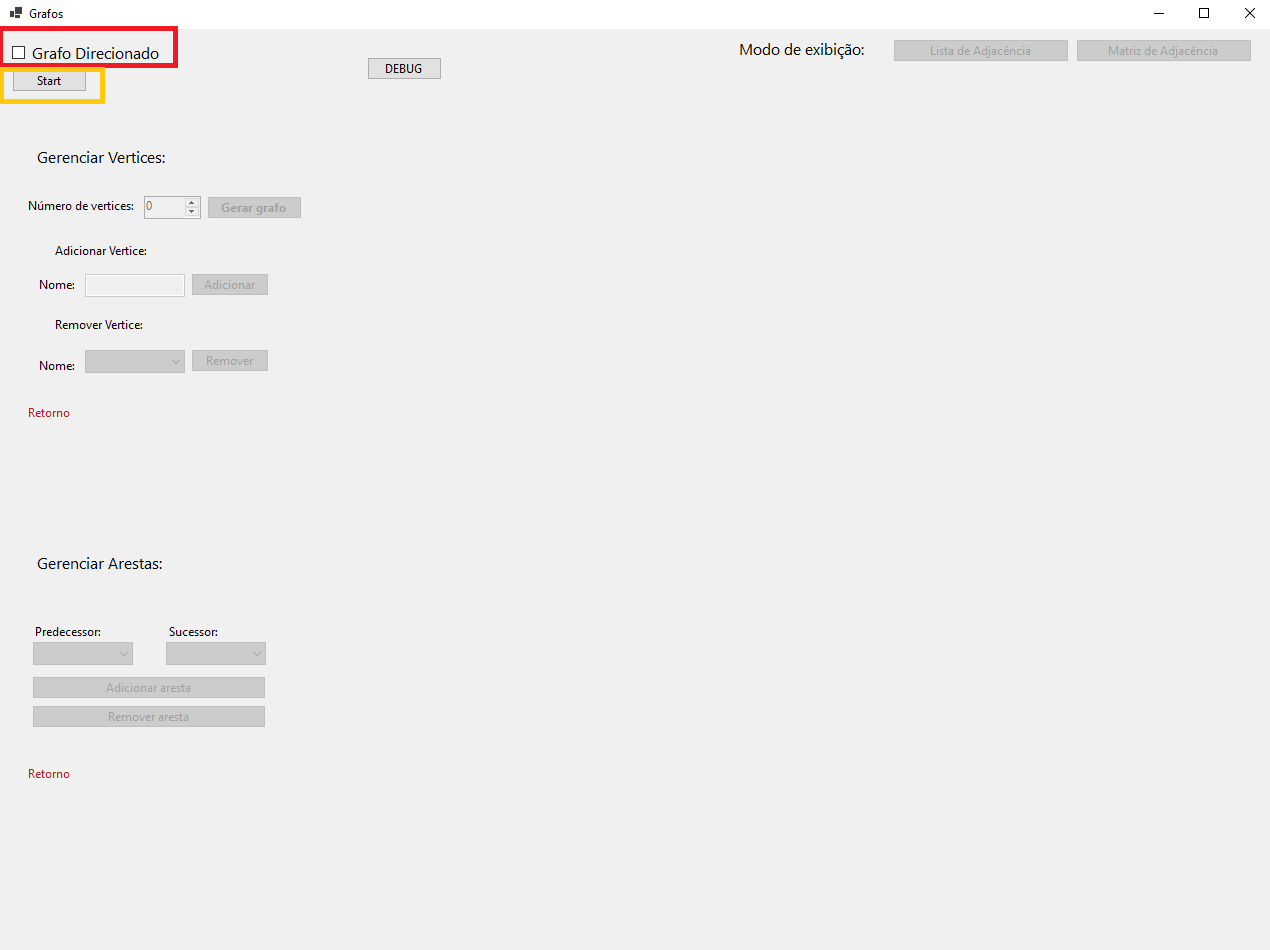 Grafos
Grafo Direcionado
Modo de exibição:
Lista de Adjacência
Matriz de Adjacência
DEBUG
Start
Gerenciar Vertices:
Número de vertices: 0 Gerar grafo
Adicionar Vertice:
Nome: Adicionar
Remover Vertice:
Nome: Remover
Retorno
Gerenciar Arestas:
Predecessor: Sucessor:
Adicionar aresta
Remover aresta
Retorno